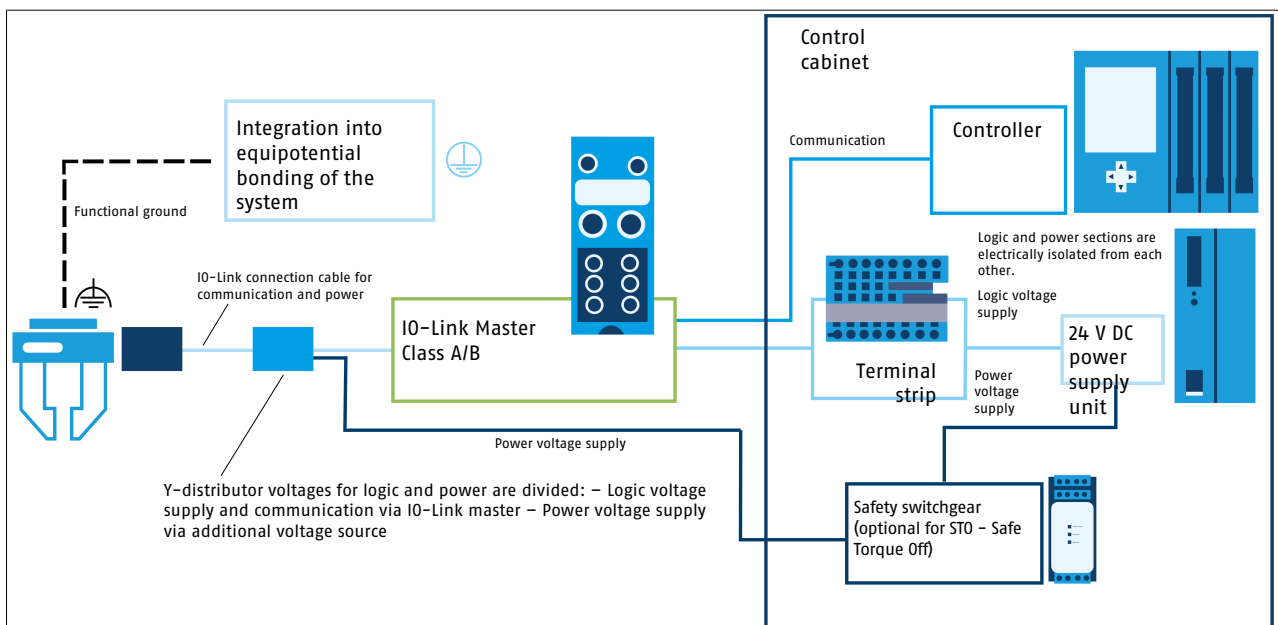 Control
cabinet
Integration into
equipotential
bonding of the
system
Controller
Communication
Functional ground
Logic and power sections are
electrically isolated from each
other.
IO-Link connection cable for
communication and power
Logic voltage
supply
IO-Link Master
Class A/B
24 V DC
power
supply
unit
Terminal
strip
Power
voltage
supply
Power voltage supply
Y-distributor voltages for logic and power are divided: – Logic voltage
supply and communication via IO-Link master – Power voltage supply
via additional voltage source
Safety switchgear
(optional for STO - Safe
Torque Off)